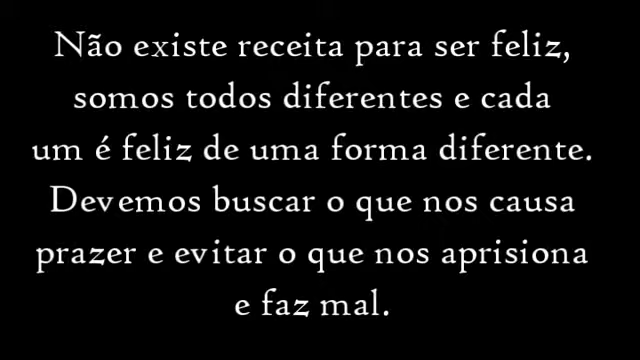 Não existe receita para ser feliz,
somos todos diferentes e cada
um é feliz de uma forma diferente.
Devemos buscar o que nos causa
prazer e evitar o que nos aprisiona
e faz mal.